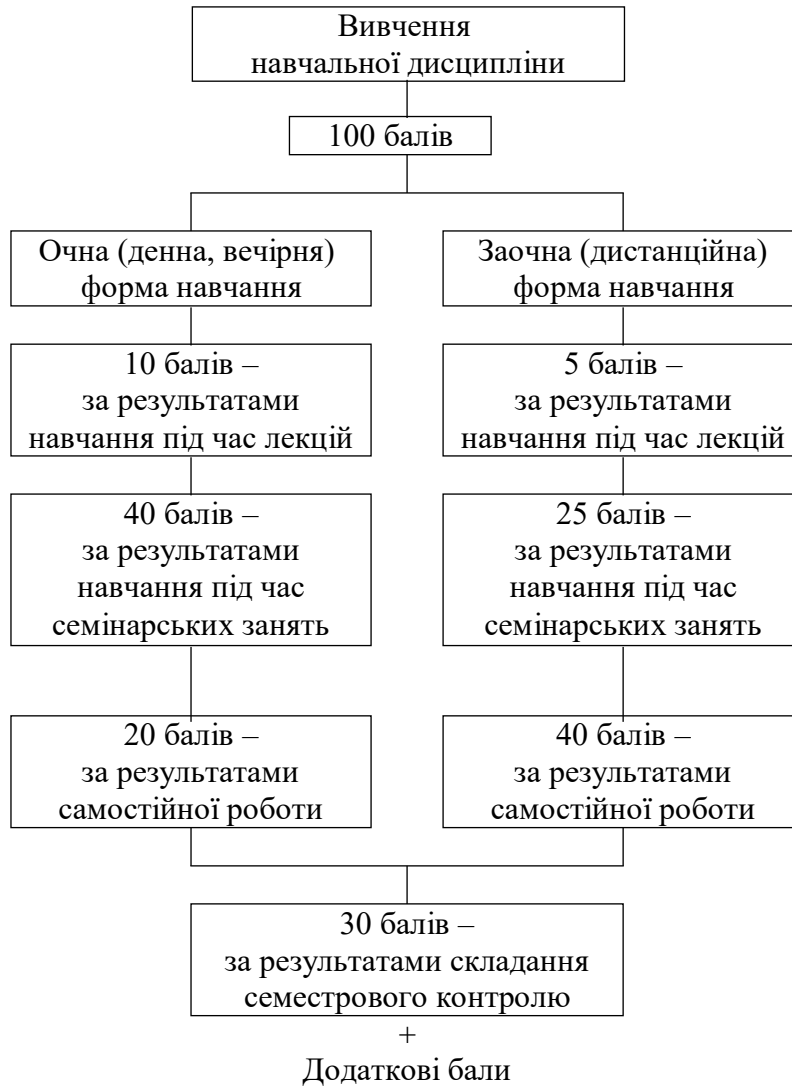 Вивчення
навчальної дисципліни
100 балів
Очна (денна, вечірня)
форма навчання
Заочна (дистанційна)
форма навчання
10 балів –
за результатами
навчання під час лекцій
5 балів –
за результатами
навчання під час лекцій
40 балів –
за результатами
навчання під час
семінарських занять
25 балів –
за результатами
навчання під час
семінарських занять
20 балів –
за результатами
самостійної роботи
40 балів –
за результатами
самостійної роботи
30 балів –
за результатами складання
семестрового контролю
+
Додаткові бали